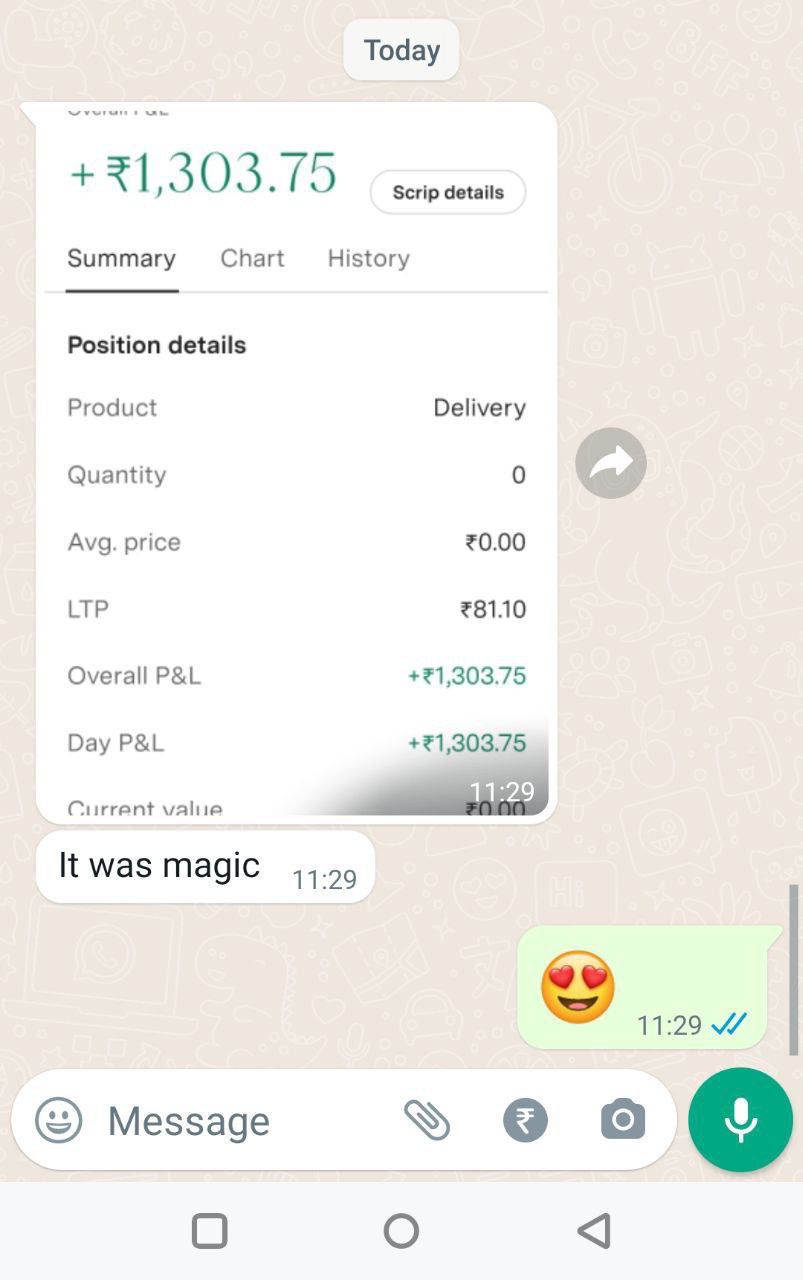 Today
Overall P&L
+ ₹1,303.75
Scrip details
Summary Chart History
Position details
Product Delivery
Quantity 0
Avg. price ₹0.00
LTP ₹81.10
Overall P&L +₹1,303.75
Day P&L +₹1,303.75
11:29
Current value ₹0.00
It was magic 11:29
11:29
Message